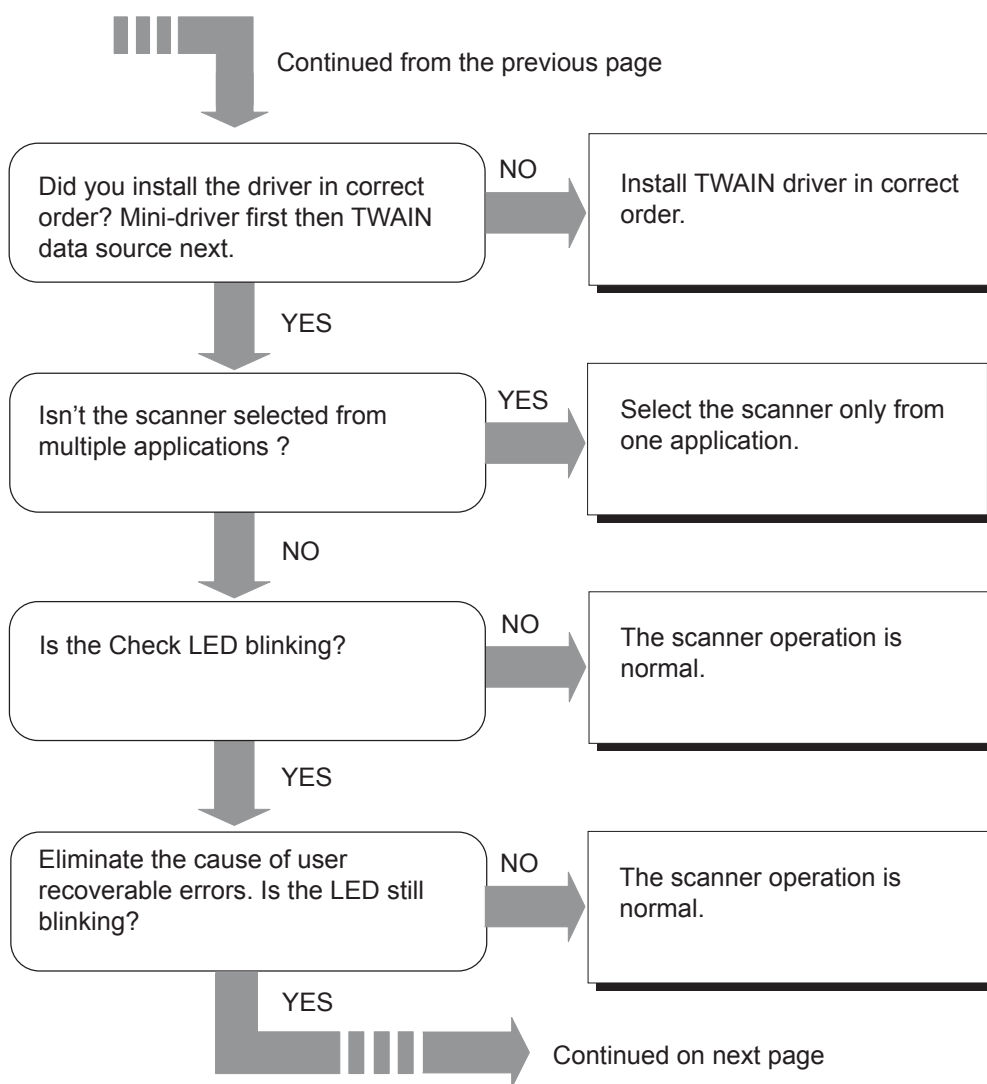 Continued from the previous page
Did you install the driver in correct
order? Mini-driver first then TWAIN
data source next.
NO
Install TWAIN driver in correct
order.
YES
Isn’t the scanner selected from
multiple applications ?
YES
Select the scanner only from
one application.
NO
Is the Check LED blinking?
NO
The scanner operation is
normal.
YES
Eliminate the cause of user
recoverable errors. Is the LED still
blinking?
NO
The scanner operation is
normal.
YES
Continued on next page